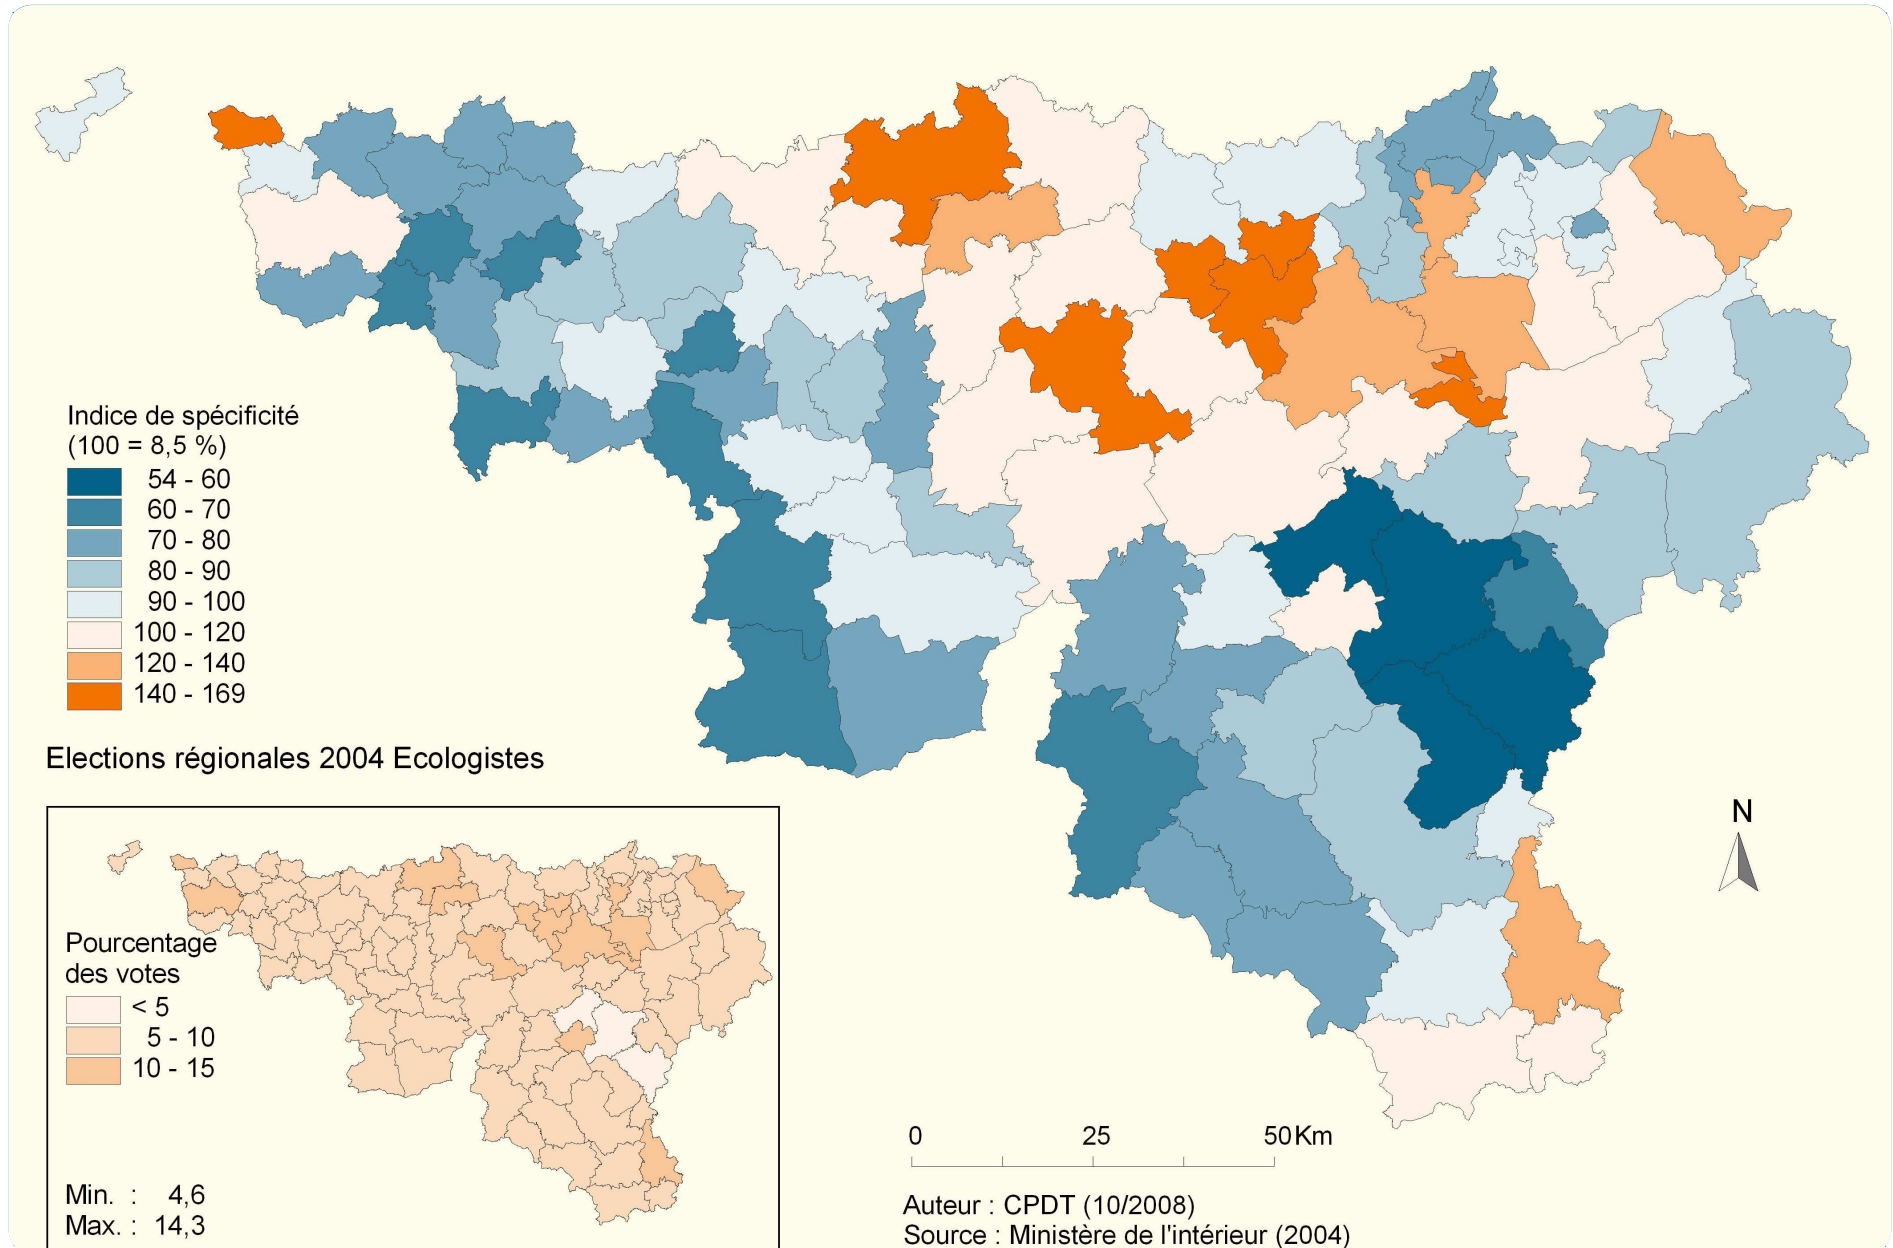 Indice de spécificité
(100 = 8,5 %)
54 - 60
60 - 70
70 - 80
80 - 90
90 - 100
100 - 120
120 - 140
140 - 169
Elections régionales 2004 Ecologistes
Pourcentage
des votes
< 5
5 - 10
10 - 15
Min. : 4,6
Max. : 14,3
N
0 25 50Km
Auteur : CPDT (10/2008)
Source : Ministère de l'intérieur (2004)